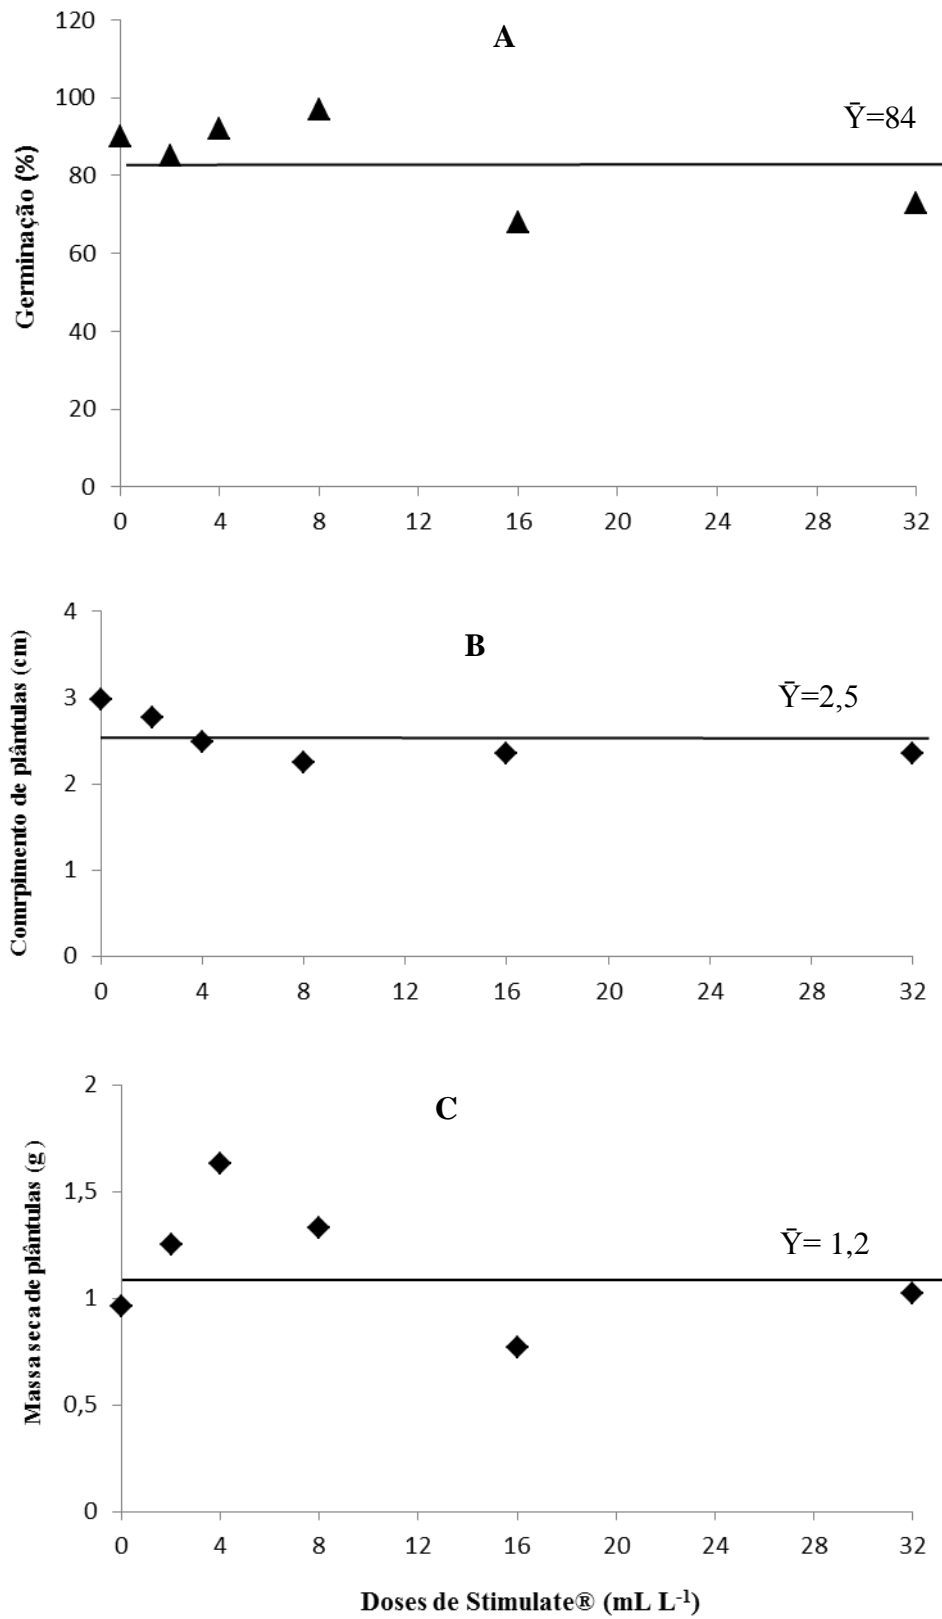 A
Ȳ=84
Germinação (%)
120
100
80
60
40
20
0
0 4 8 12 16 20 24 28 32
B
Ȳ=2,5
Comrpimento de plântulas (cm)
4
3
2
1
0
0 4 8 12 16 20 24 28 32
C
Ȳ= 1,2
Massa seca de plântulas (g)
2
1,5
1
0,5
0
0 4 8 12 16 20 24 28 32
Doses de Stimulate® (mL L⁻¹)